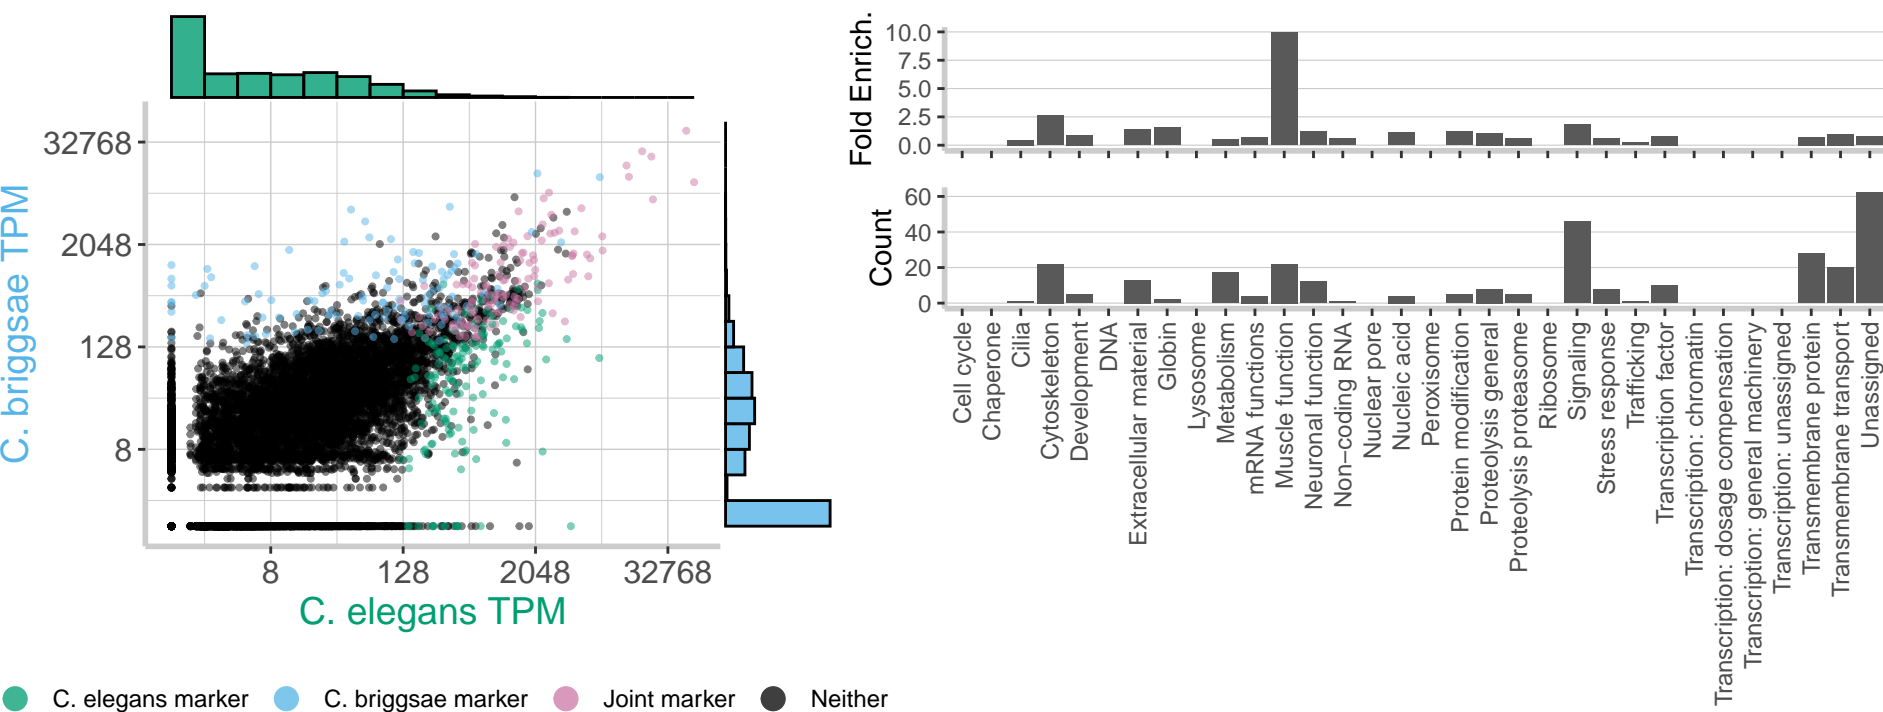 C. briggsae TPM
32768
2048
128
8
8
128
2048
32768
C. elegans TPM
C. elegans marker
C. briggsae marker
Joint marker
Neither
Fold Enrich.
10.0
7.5
5.0
2.5
0.0
Count
60
40
20
0
Cell cycle
Chaperone
Cilia
Cytoskeleton
Development
DNA
Extracellular material
Globin
Lysosome
Metabolism
mRNA functions
Muscle function
Neuronal function
Non−coding RNA
Nuclear pore
Nucleic acid
Peroxisome
Protein modification
Proteolysis general
Proteolysis proteasome
Ribosome
Signaling
Stress response
Trafficking
Transcription factor
Transcription: chromatin
Transcription: dosage compensation
Transcription: general machinery
Transcription: unassigned
Transmembrane protein
Transmembrane transport
Unassigned